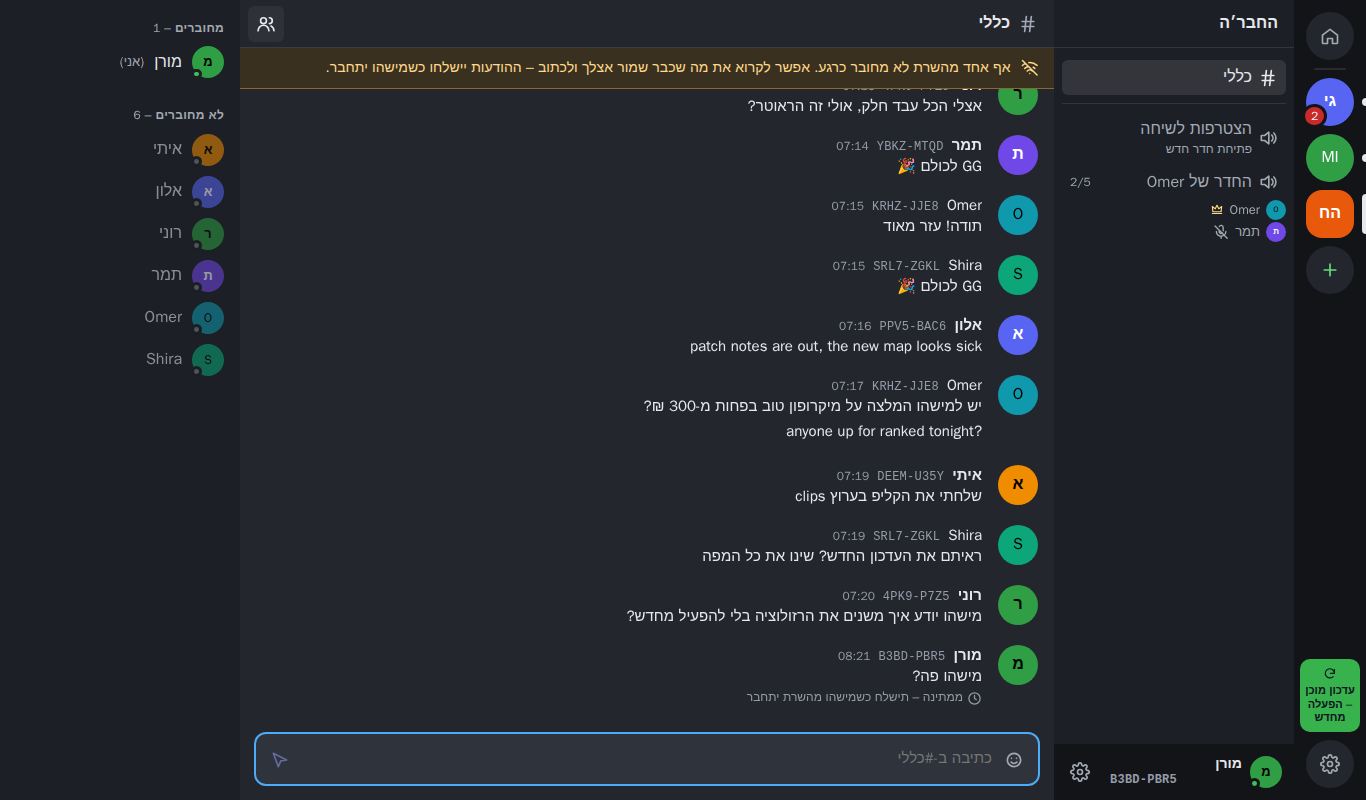 גי
2
MI
הח
+
עדכון מוכן
– הפעלה
מחדש
החבר׳ה
# כללי
הצטרפות לשיחה
פתיחת חדר חדש
החדר של Omer
2/5
O Omer
ת תמר
מ מורן
B3BD-PBR5
# כללי
אף אחד מהשרת לא מחובר כרגע. אפשר לקרוא את מה שכבר שמור אצלך ולכתוב – ההודעות יישלחו כשמישהו יתחבר.
ר
אצלי הכל עבד חלק, אולי זה הראוטר?
ת
תמר YBKZ-MTQD 07:14
GG לכולם 🎉
O
Omer KRHZ-JJE8 07:15
תודה! עזר מאוד
S
Shira SRL7-ZGKL 07:15
GG לכולם 🎉
א
אלון PPV5-BAC6 07:16
patch notes are out, the new map looks sick
O
Omer KRHZ-JJE8 07:17
יש למישהו המלצה על מיקרופון טוב בפחות מ-300 ₪?
anyone up for ranked tonight?
א
איתי DEEM-U35Y 07:19
שלחתי את הקליפ בערוץ clips
S
Shira SRL7-ZGKL 07:19
ראיתם את העדכון החדש? שינו את כל המפה
ר
רוני 4PK9-P7Z5 07:20
מישהו יודע איך משנים את הרזולוציה בלי להפעיל מחדש?
מ
מורן B3BD-PBR5 08:21
מישהו פה?
ממתינה – תישלח כשמישהו מהשרת יתחבר
כתיבה ב-#כללי
מחוברים – 1
מ מורן (אני)
לא מחוברים – 6
א איתי
א אלון
ר רוני
ת תמר
O Omer
S Shira